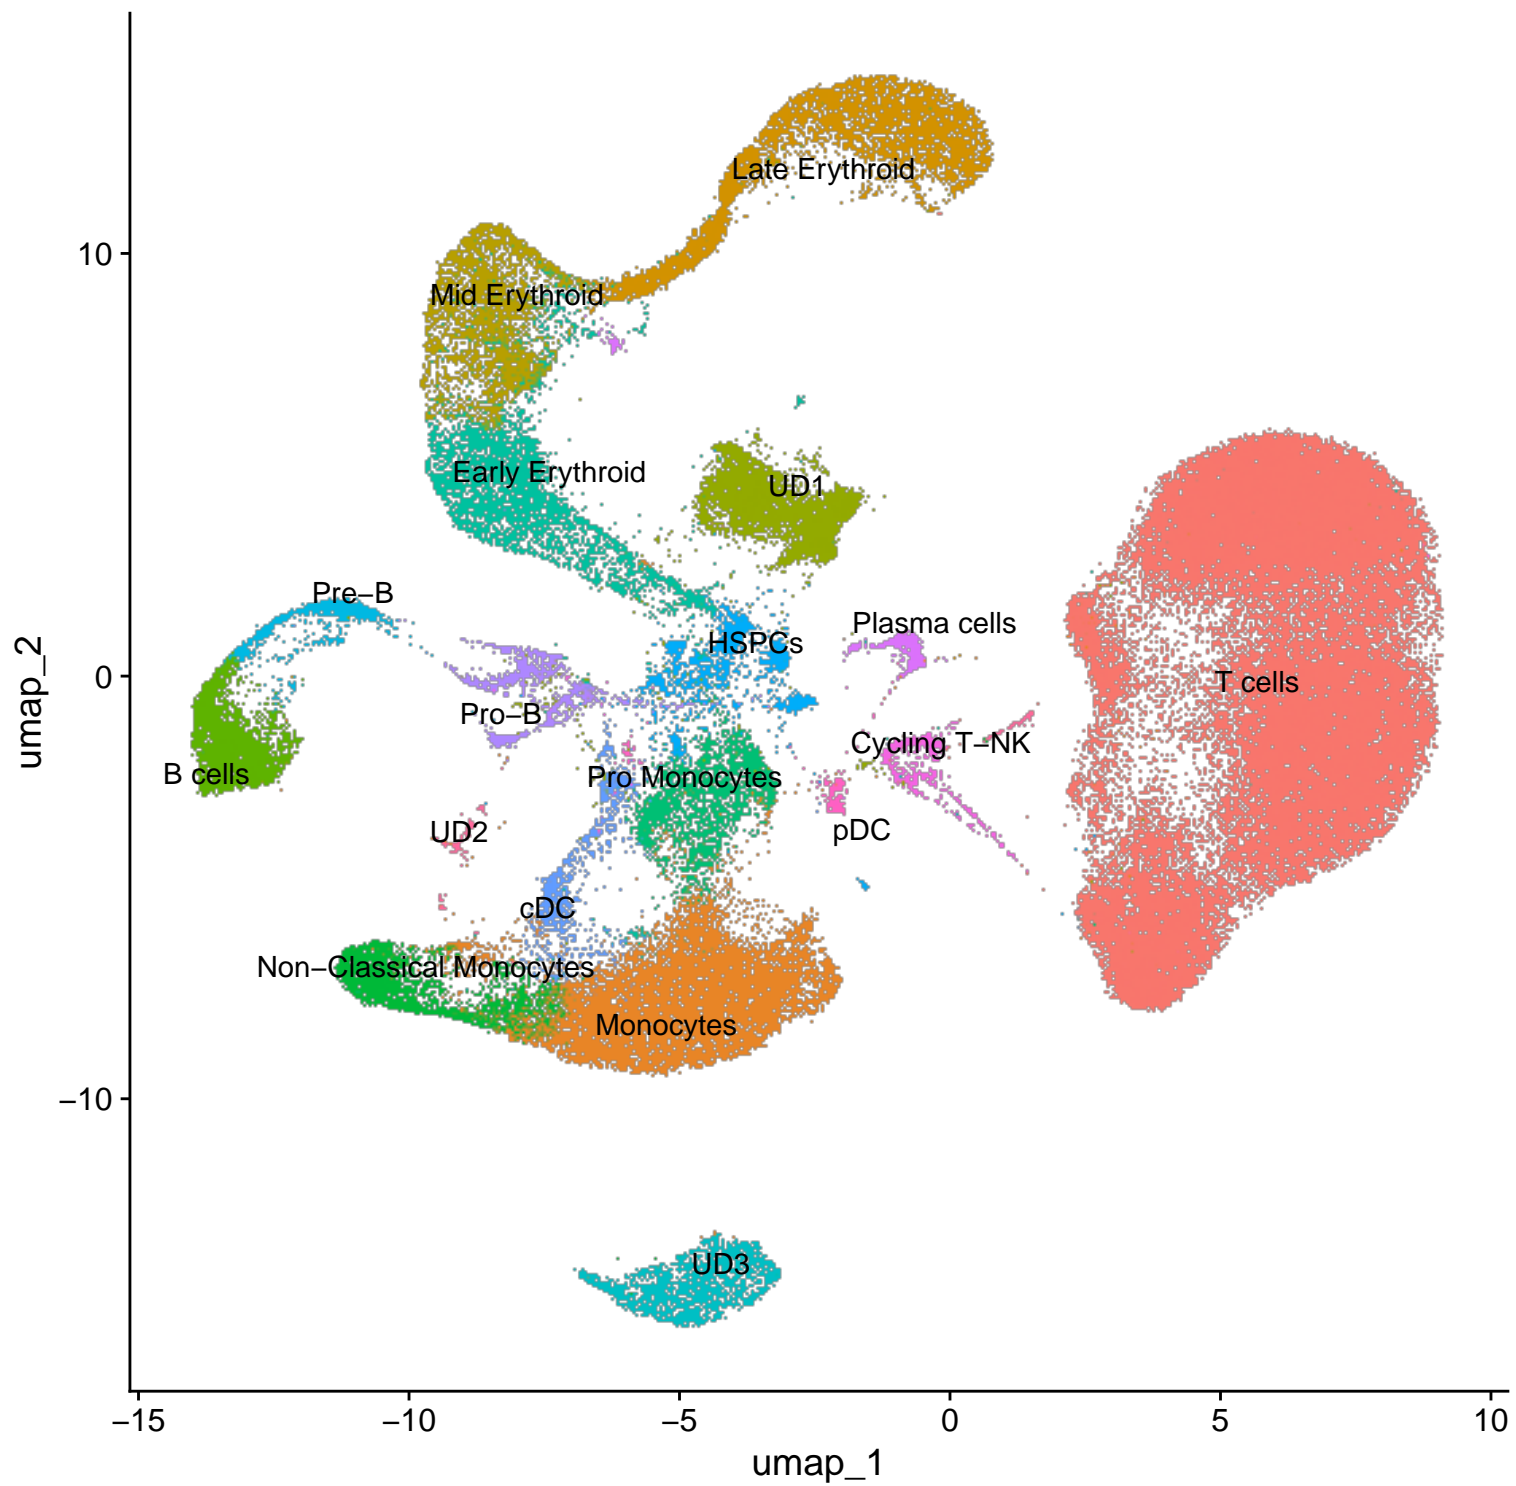 Late Erythroid
10
Mid Erythroid
Early Erythroid
UD1
Pre−B
Plasma cells
HSPCs
0
T cells
Pro−B
Cycling T−NK
B cells
Pro Monocytes
UD2
pDC
cDC
Non−Classical Monocytes
Monocytes
−10
UD3
umap_2
−15
−10
−5
0
5
10
umap_1